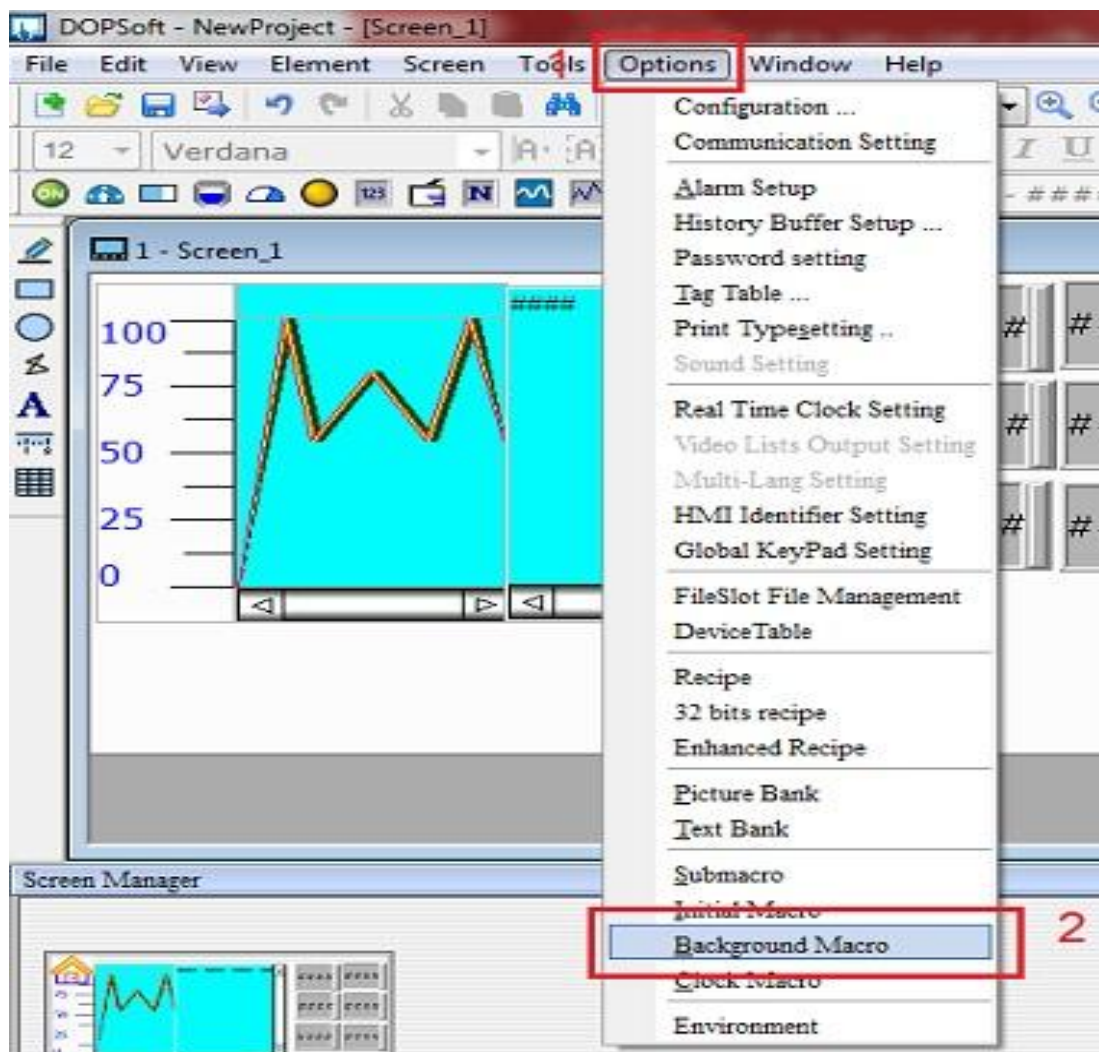 DOPSoft - NewProject - [Screen_1]
1
File Edit View Element Screen Tools Options Window Help
12 Verdana A A I U
ON 123 N - ###
1 - Screen_1
A
100
75
50
25
0
####
# #
# #
# #
Configuration ...
Communication Setting
Alarm Setup
History Buffer Setup ...
Password setting
Tag Table ...
Print Typesetting ..
Sound Setting
Real Time Clock Setting
Video Lists Output Setting
Multi-Lang Setting
HMI Identifier Setting
Global KeyPad Setting
FileSlot File Management
DeviceTable
Recipe
32 bits recipe
Enhanced Recipe
Picture Bank
Text Bank
Submacro
Initial Macro
Background Macro
2
Clock Macro
Environment
Screen Manager
#### ####
#### ####
#### ####